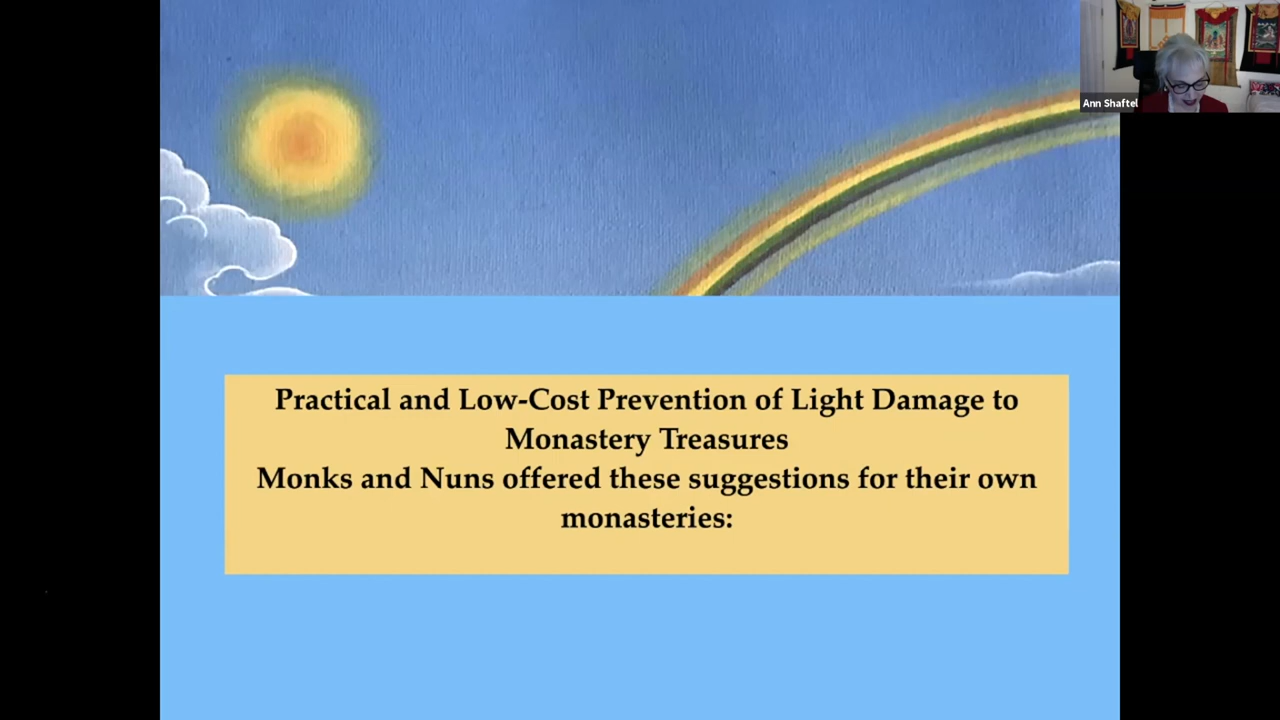 Ann Shaftel
Practical and Low-Cost Prevention of Light Damage to
Monastery Treasures
Monks and Nuns offered these suggestions for their own
monasteries: